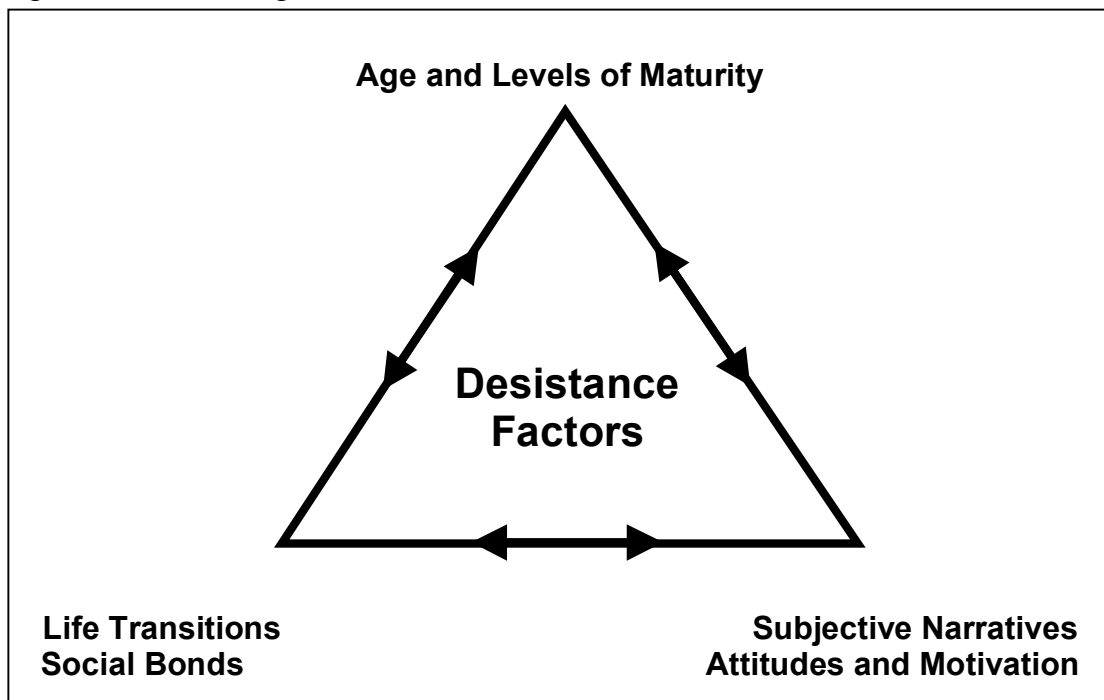 Age and Levels of Maturity
Desistance
Factors
Life Transitions
Social Bonds
Subjective Narratives
Attitudes and Motivation